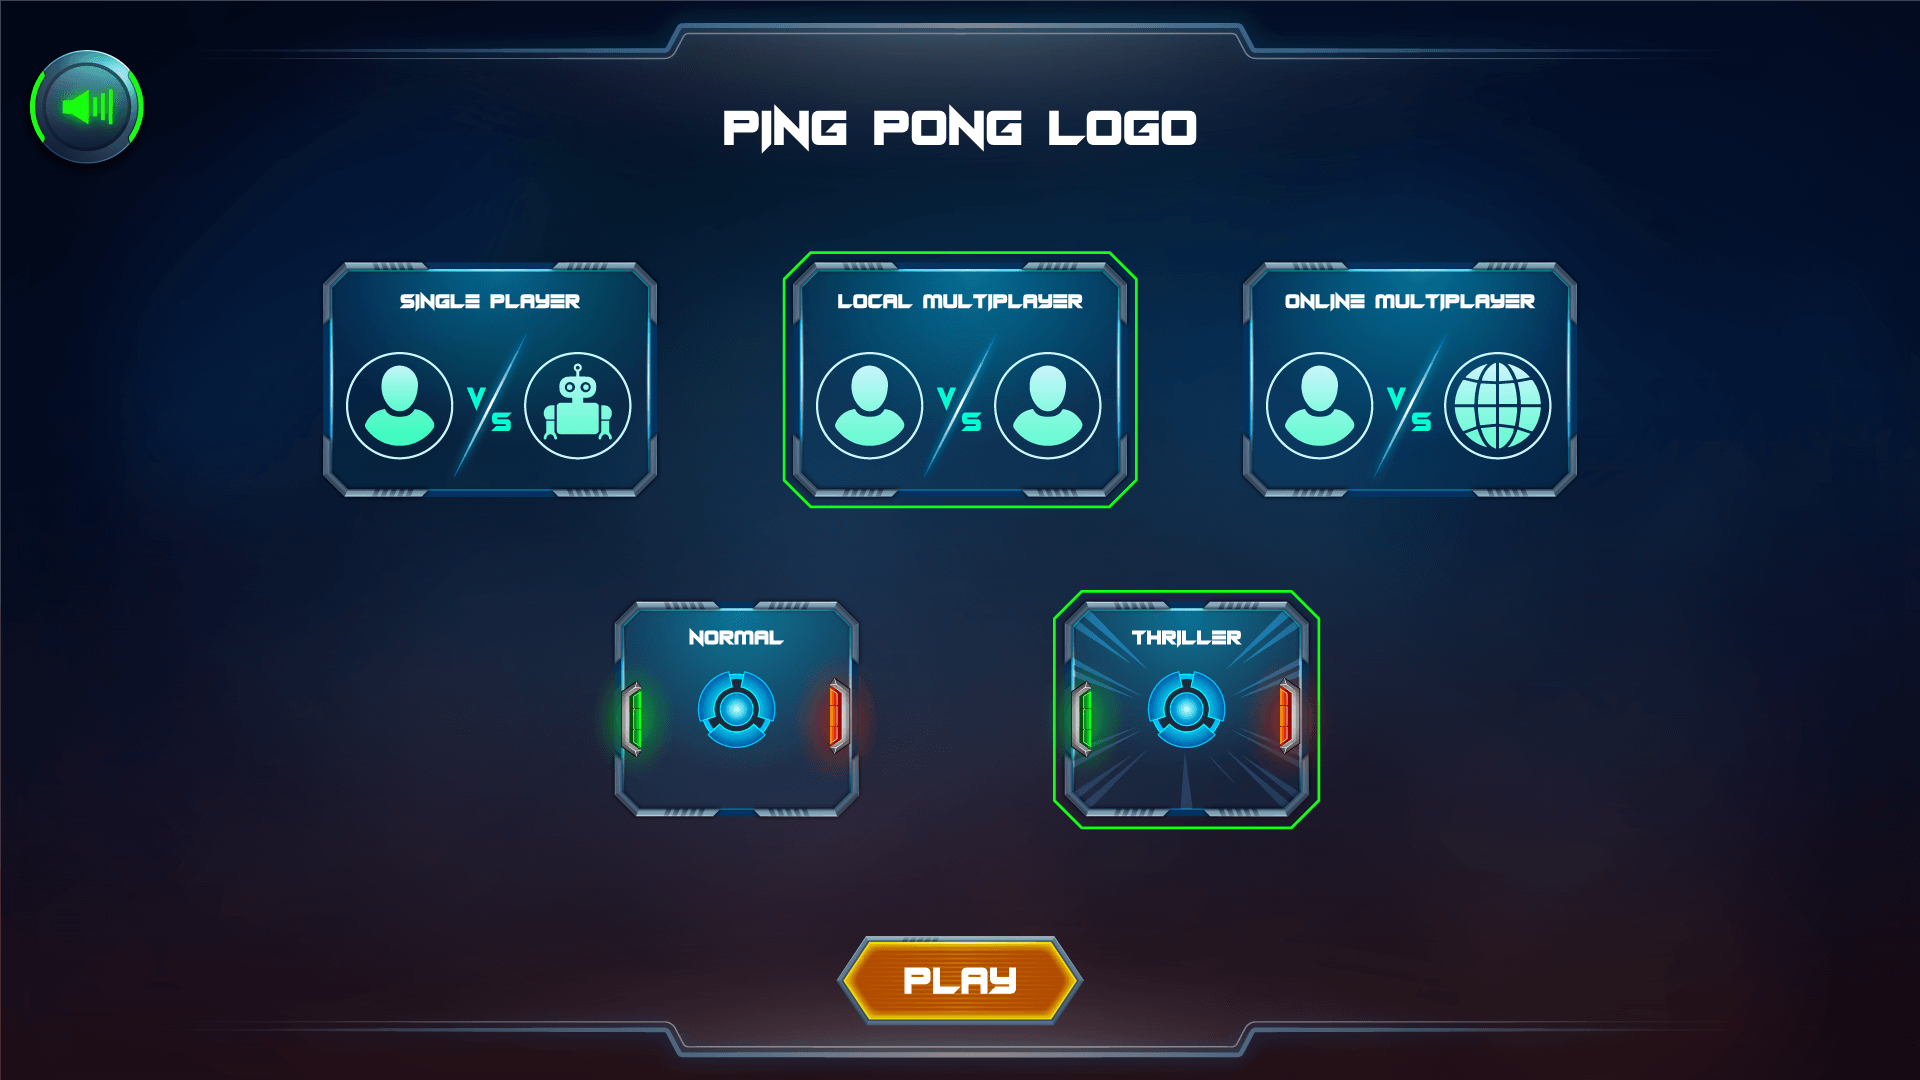 PING PONG LOGO
SINGLE PLAYER
VS
LOCAL MULTIPLAYER
VS
ONLINE MULTIPLAYER
VS
NORMAL
THRILLER
PLAY